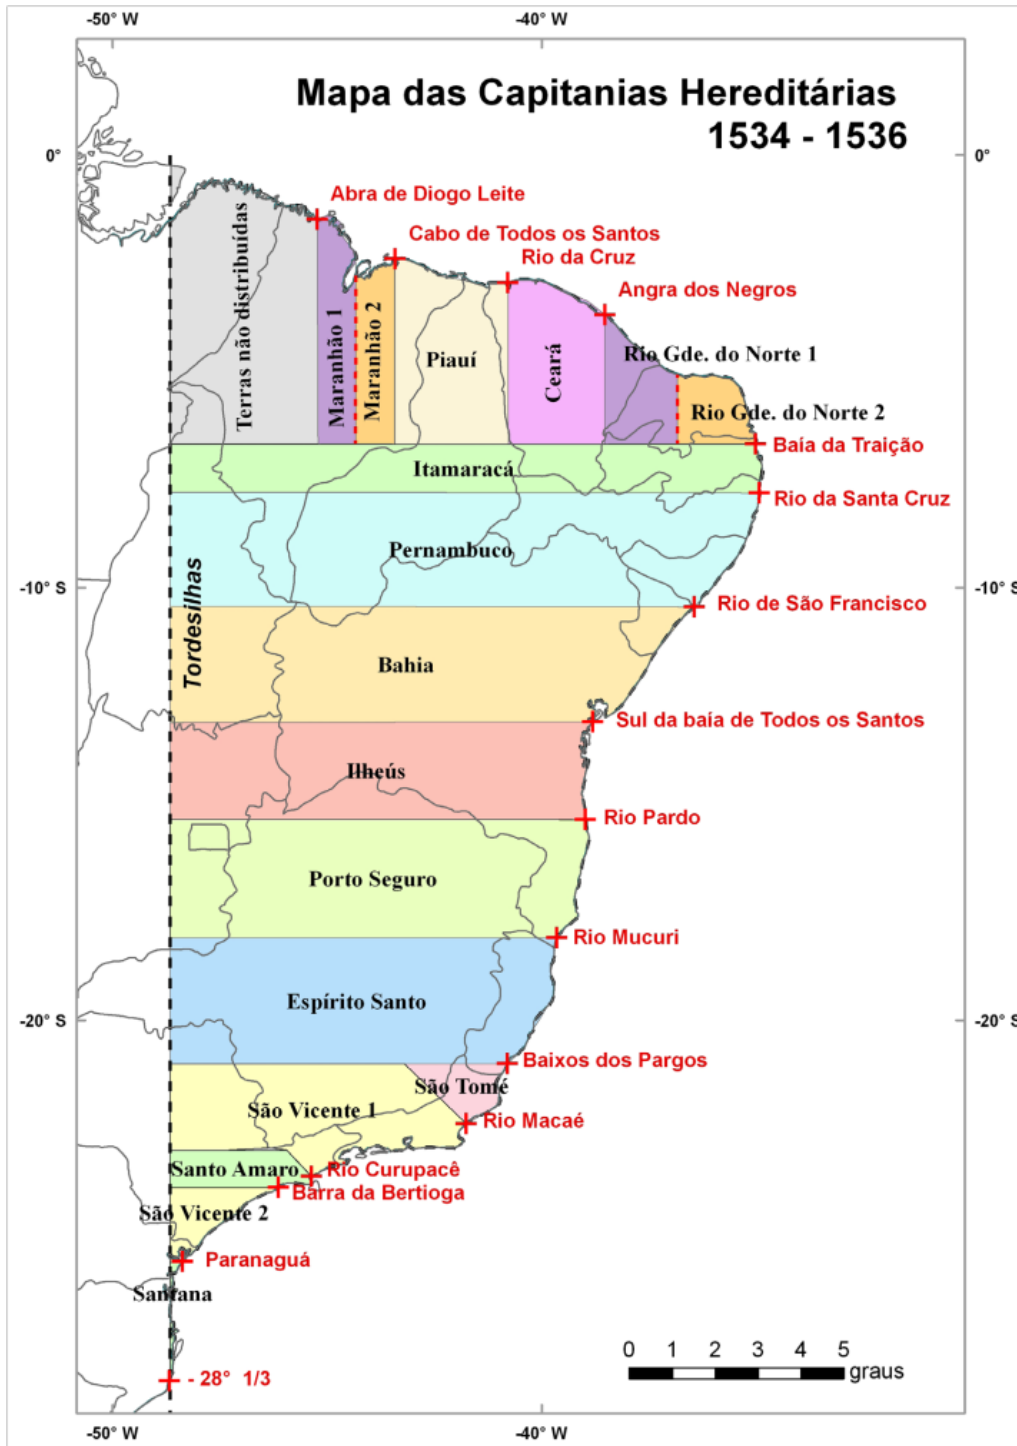 -50° W
-40° W
Mapa das Capitanias Hereditárias
1534 - 1536
0°
0°
Abra de Diogo Leite
Cabo de Todos os Santos
Rio da Cruz
Angra dos Negros
Terras não distribuídas
Maranhão 1
Maranhão 2
Piauí
Ceará
Rio Gde. do Norte 1
Rio Gde. do Norte 2
Baía da Traição
Itamaracá
Rio da Santa Cruz
Pernambuco
Tordesilhas
-10° S
-10° S
Rio de São Francisco
Bahia
Sul da baía de Todos os Santos
Ilheús
Rio Pardo
Porto Seguro
Rio Mucuri
Espírito Santo
-20° S
-20° S
Baixos dos Pargos
São Tomé
São Vicente 1
Rio Macaé
Santo Amaro
Rio Curupacê
Barra da Bertioga
São Vicente 2
Paranaguá
Santana
- 28° 1/3
0 1 2 3 4 5
graus
-50° W
-40° W